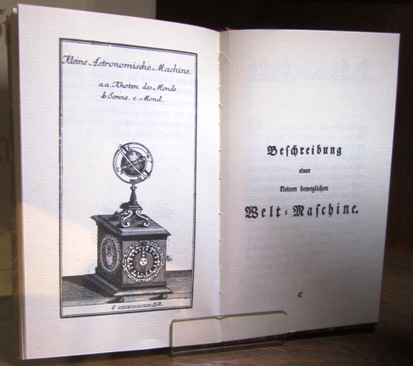 Kleine Astronomische Machine.
a.a. Knoten des Monds.
b. Sonne. c. Mond.
Beschreibung
einer
kleinen beweglichen
Welt-Maschine.